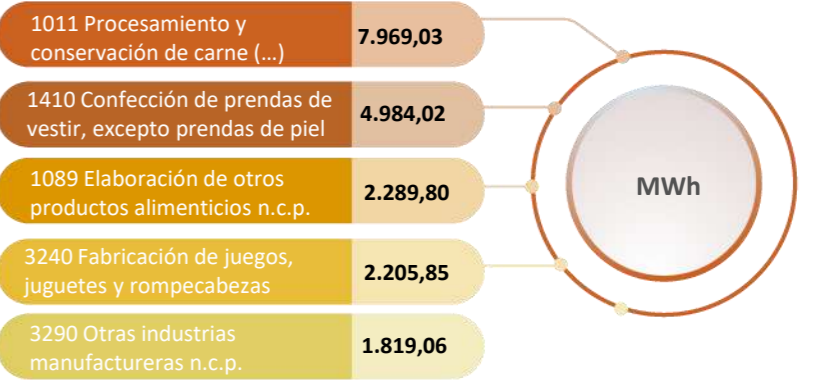 1011 Procesamiento y
conservación de carne (...)
7.969,03
1410 Confección de prendas de
vestir, excepto prendas de piel
4.984,02
1089 Elaboración de otros
productos alimenticios n.c.p.
2.289,80
3240 Fabricación de juegos,
juguetes y rompecabezas
2.205,85
3290 Otras industrias
manufactureras n.c.p.
1.819,06
MWh